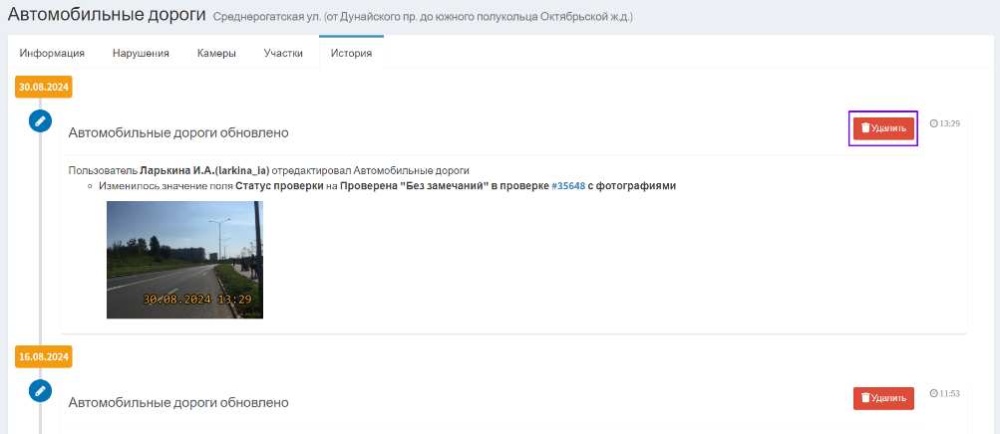 Автомобильные дороги Среднерогатская ул. (от Дунайского пр. до южного полукольца Октябрьской ж.д.)
Информация Нарушения Камеры Участки История
30.08.2024
Автомобильные дороги обновлено Удалить 13:29
Пользователь Ларькина И.А.(larkina_ia) отредактировал Автомобильные дороги
Изменилось значение поля Статус проверки на Проверена "Без замечаний" в проверке #35648 с фотографиями
30.08.2024 13:29
16.08.2024
Автомобильные дороги обновлено Удалить 11:53